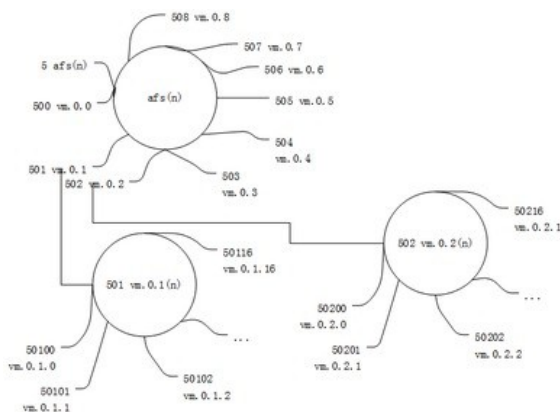 508 vm.0.8
507 vm.0.7
5 afs(n)
506 vm.0.6
500 vm.0.0
afs(n)
505 vm.0.5
504
vm.0.4
501 vm.0.1
502 vm.0.2
503
vm.0.3
50116
vm.0.1.16
50216
vm.0.2.1
501 vm.0.1(n)
502 vm.0.2(n)
...
50200
vm.0.2.0
...
50100
vm.0.1.0
50201
vm.0.2.1
50202
vm.0.2.2
50101
vm.0.1.1
50102
vm.0.1.2